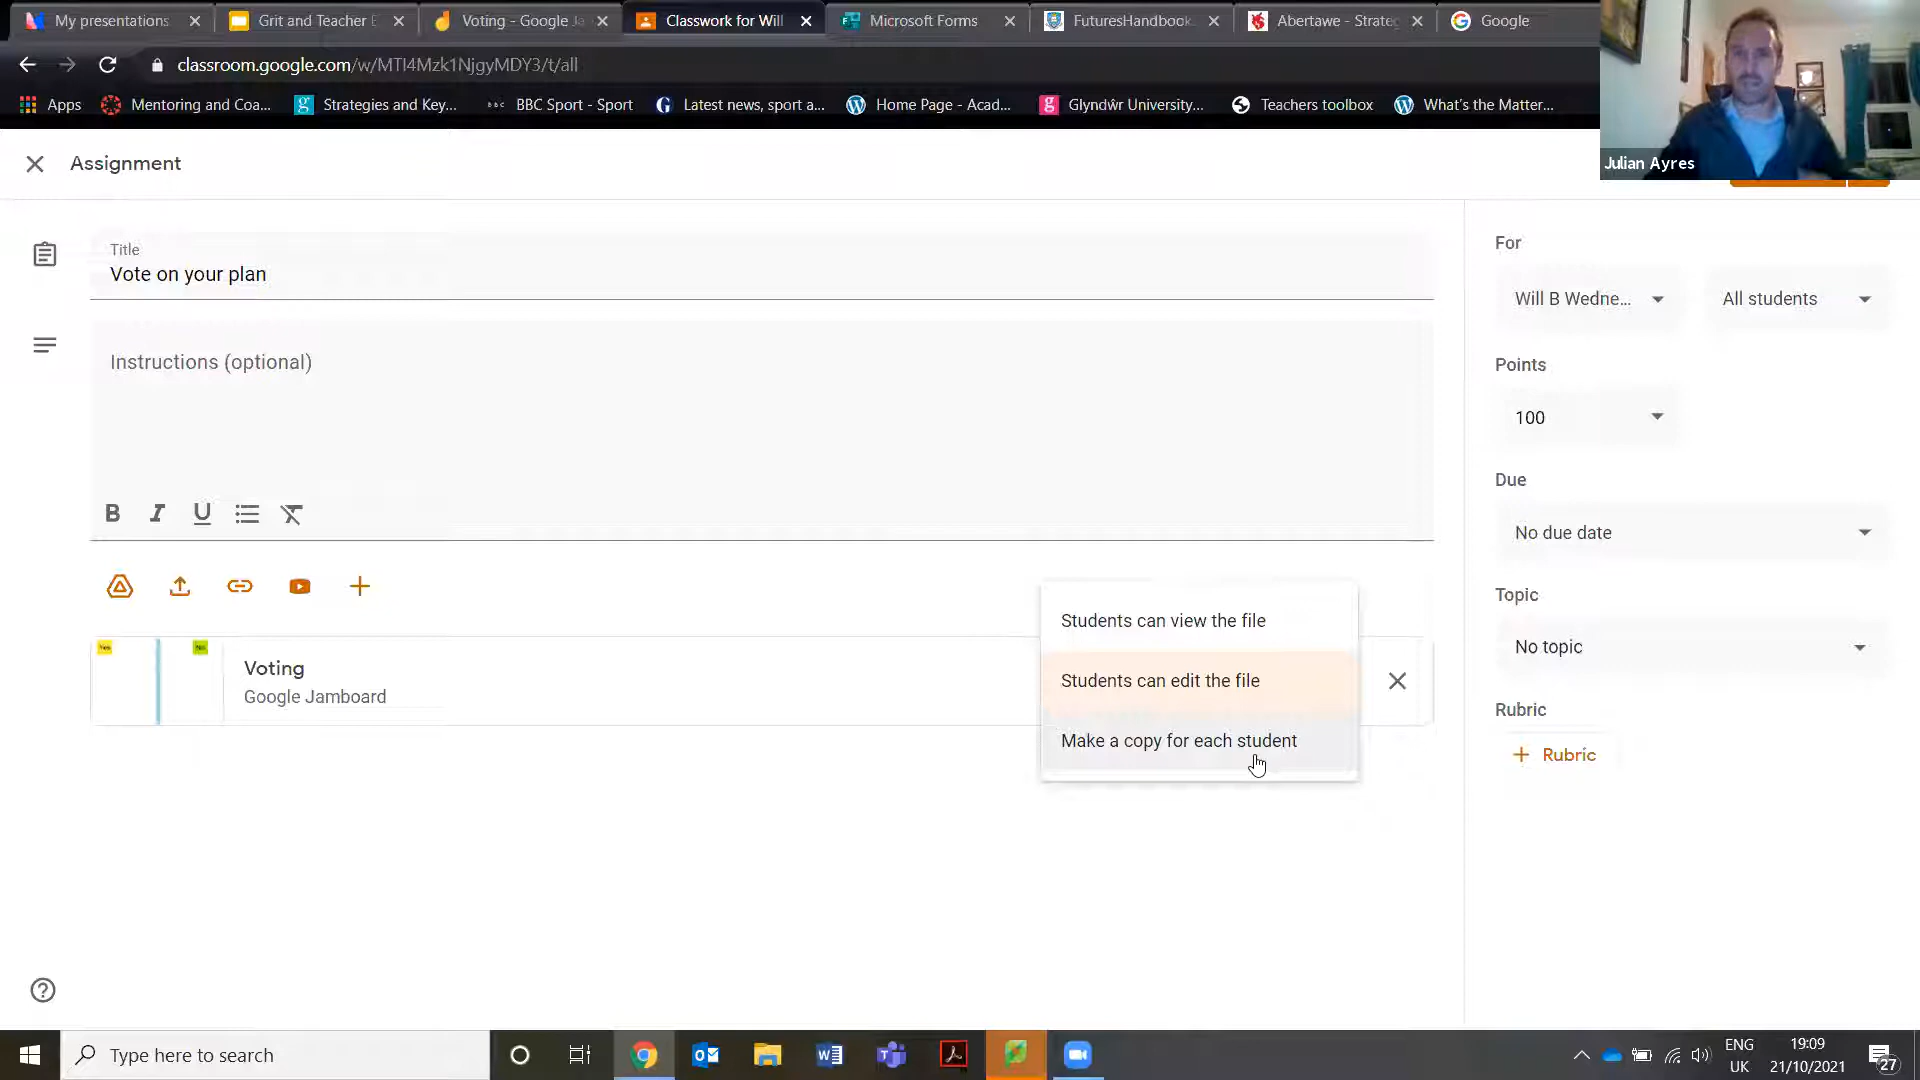 My presentations
Grit and Teacher E
Voting - Google Ja
Classwork for Will
Microsoft Forms
FuturesHandbook.
Abertawe - Strateg
Google
classroom.google.com/w/MTI4Mzk1NjgyMDY3/t/all
Apps
Mentoring and Coa...
Strategies and Key...
BBC Sport - Sport
Latest news, sport a...
Home Page - Acad...
Glyndŵr University...
Teachers toolbox
What's the Matter...
Julian Ayres
Assignment
Title
Vote on your plan
Instructions (optional)
B I U
Voting
Google Jamboard
Yes
No
Students can view the file
Students can edit the file
Make a copy for each student
For
Will B Wedne...
All students
Points
100
Due
No due date
Topic
No topic
Rubric
+ Rubric
Type here to search
ENG
UK
19:09
21/10/2021
27